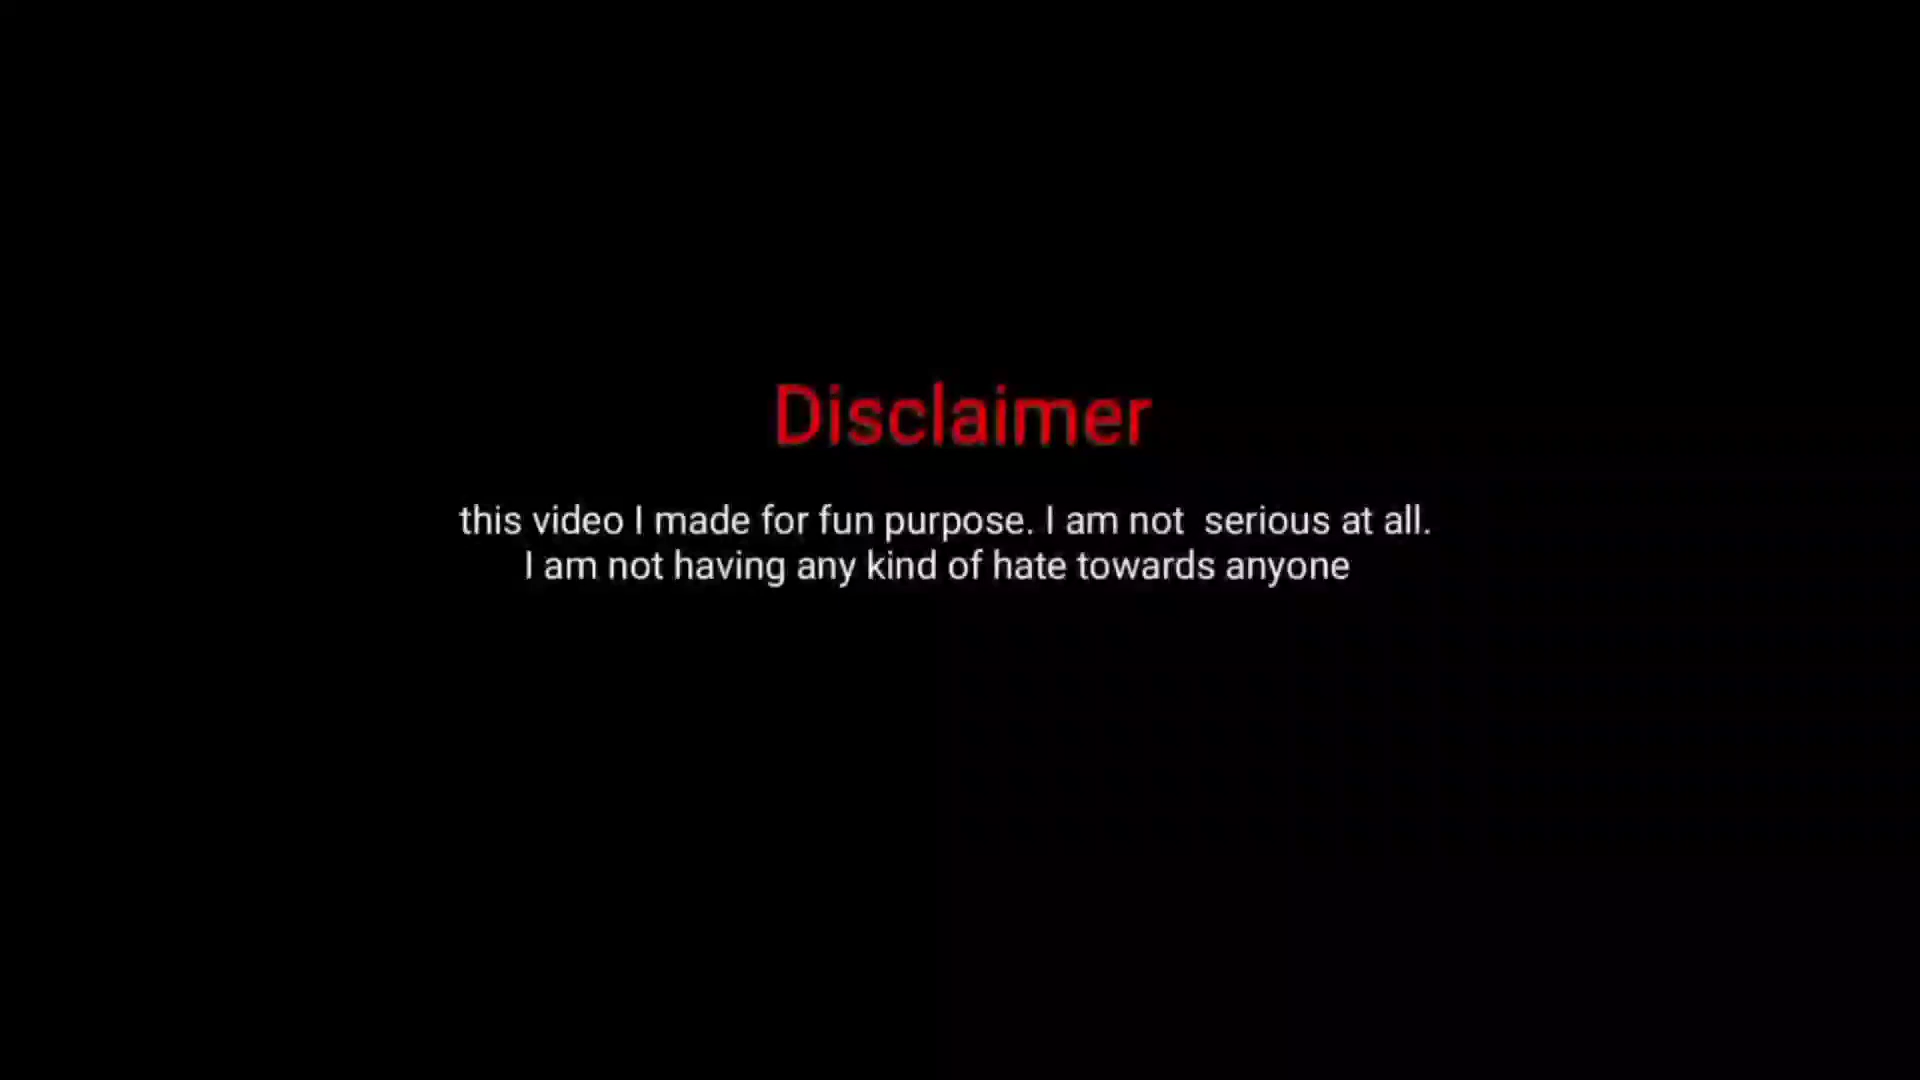 Disclaimer
this video I made for fun purpose. I am not  serious at all.
I am not having any kind of hate towards anyone